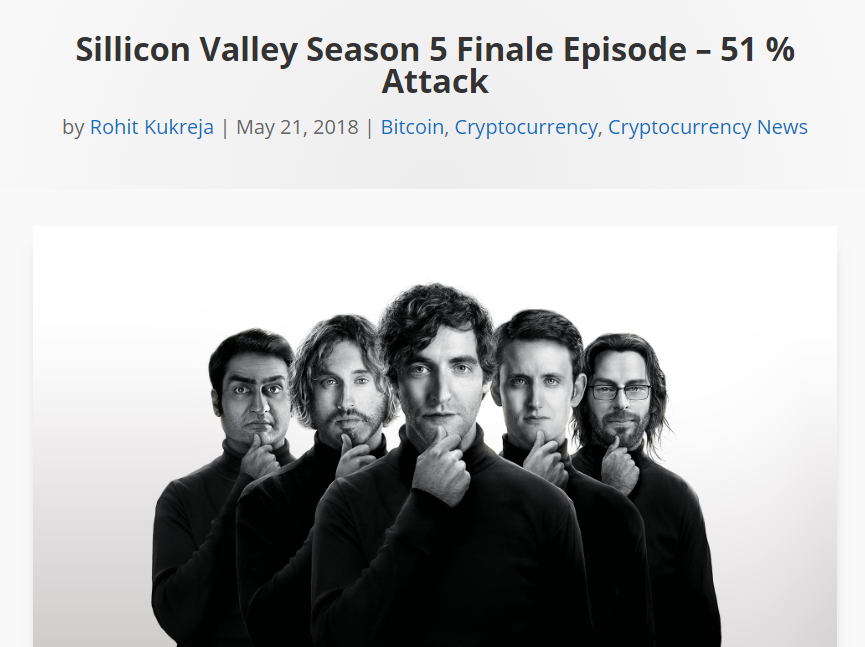 Sillicon Valley Season 5 Finale Episode – 51 %
Attack
by Rohit Kukreja | May 21, 2018 | Bitcoin, Cryptocurrency, Cryptocurrency News